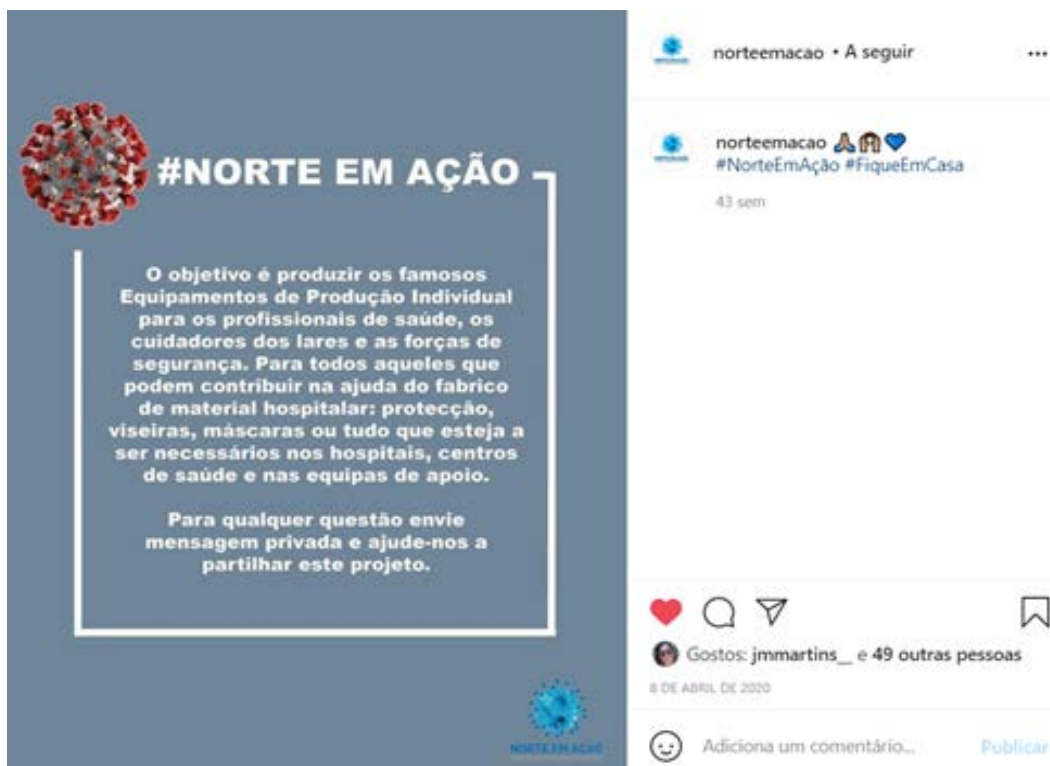 #NORTE EM AÇÃO
O objetivo é produzir os famosos
Equipamentos de Produção Individual
para os profissionais de saúde, os
cuidadores dos lares e as forças de
segurança. Para todos aqueles que
podem contribuir na ajuda do fabrico
de material hospitalar: protecção,
viseiras, máscaras ou tudo que esteja a
ser necessários nos hospitais, centros
de saúde e nas equipas de apoio.
Para qualquer questão envie
mensagem privada e ajude-nos a
partilhar este projeto.
NORTE EM AÇÃO
norteemacao • A seguir
norteemacao 🙏🏽🙈💙
#NorteEmAção #FiqueEmCasa
43 sem
Gostos: jmmartins__ e 49 outras pessoas
8 DE ABRIL DE 2020
Adiciona um comentário... Publicar